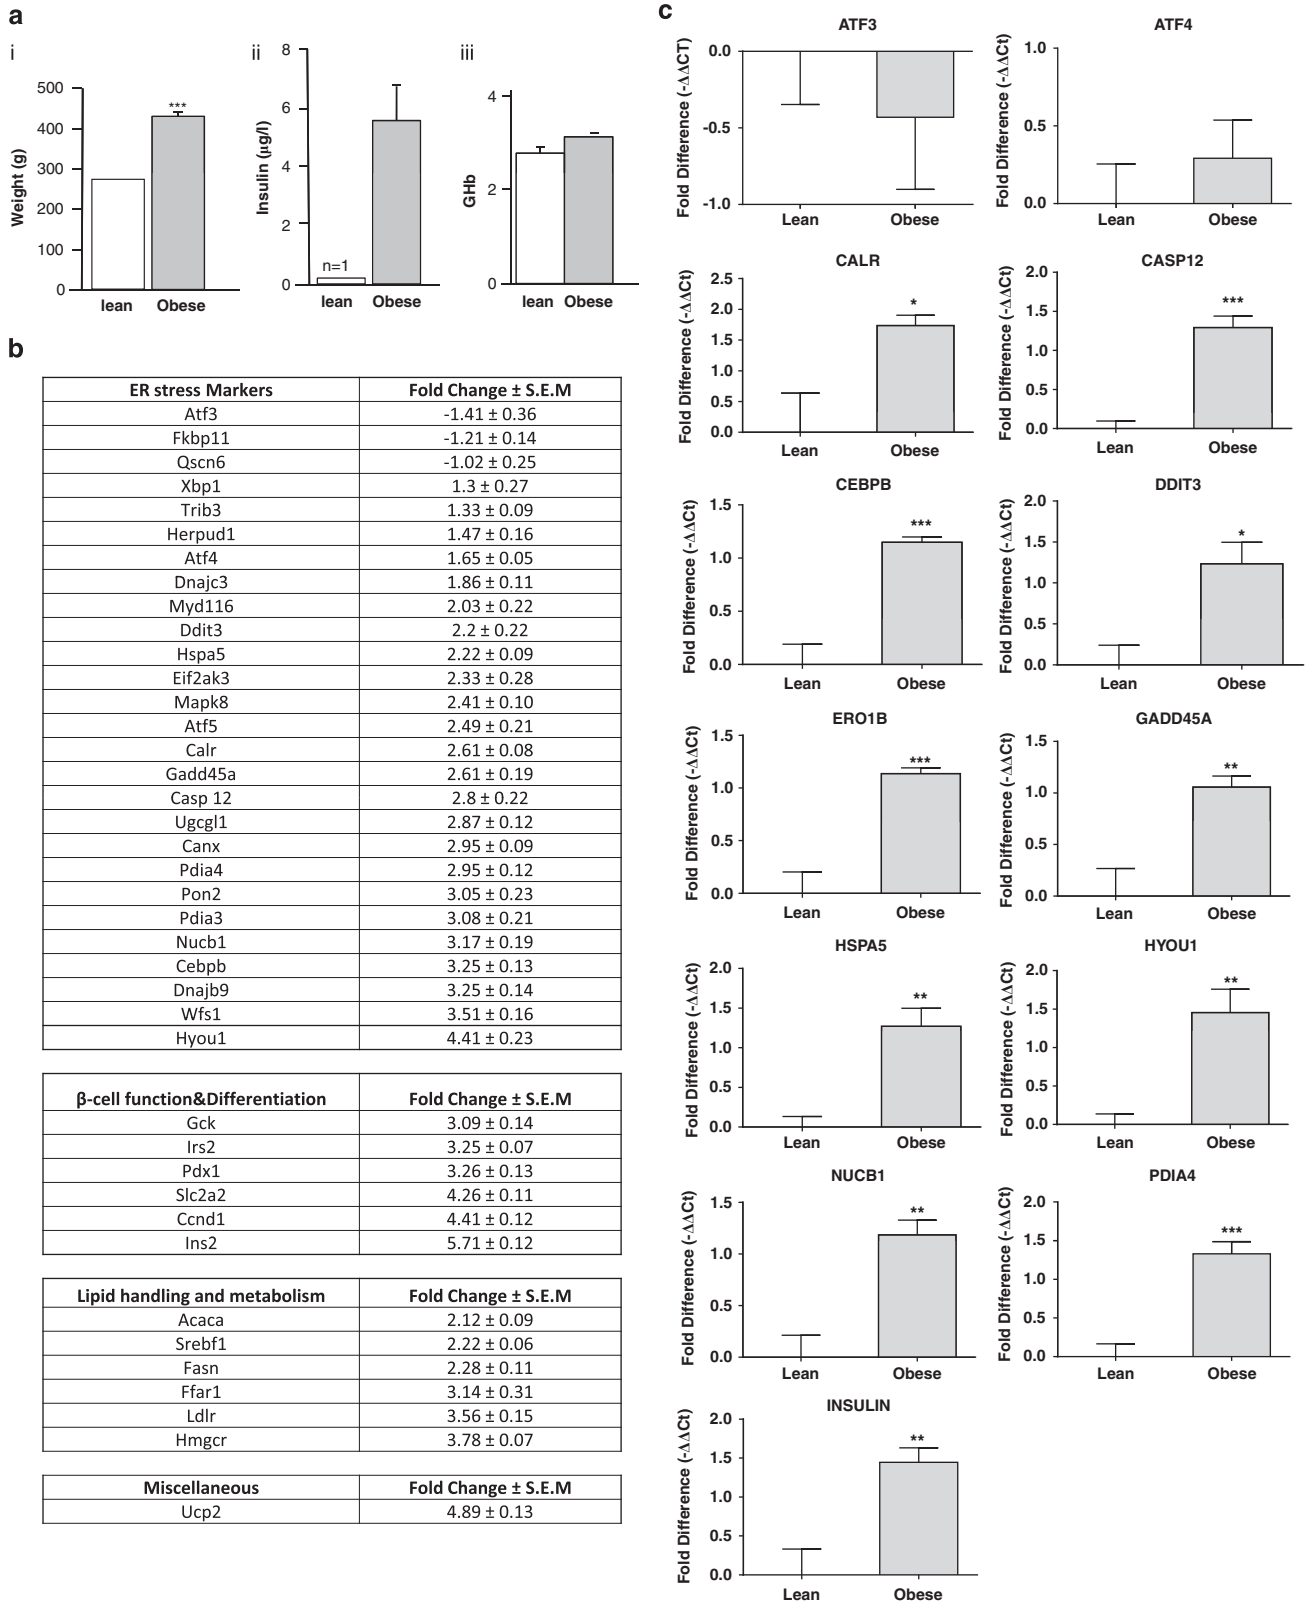 a
i
Weight (g)
500
400
300
200
100
0
***
lean Obese
ii
Insulin (µg/l)
8
6
4
2
0
n=1
lean Obese
iii
GHb
4
2
0
lean Obese
b
ER stress Markers Fold Change ± S.E.M
Atf3 -1.41 ± 0.36
Fkbp11 -1.21 ± 0.14
Qscn6 -1.02 ± 0.25
Xbp1 1.3 ± 0.27
Trib3 1.33 ± 0.09
Herpud1 1.47 ± 0.16
Atf4 1.65 ± 0.05
Dnajc3 1.86 ± 0.11
Myd116 2.03 ± 0.22
Ddit3 2.2 ± 0.22
Hspa5 2.22 ± 0.09
Eif2ak3 2.33 ± 0.28
Mapk8 2.41 ± 0.10
Atf5 2.49 ± 0.21
Calr 2.61 ± 0.08
Gadd45a 2.61 ± 0.19
Casp 12 2.8 ± 0.22
Ugcgl1 2.87 ± 0.12
Canx 2.95 ± 0.09
Pdia4 2.95 ± 0.12
Pon2 3.05 ± 0.23
Pdia3 3.08 ± 0.21
Nucb1 3.17 ± 0.19
Cebpb 3.25 ± 0.13
Dnajb9 3.25 ± 0.14
Wfs1 3.51 ± 0.16
Hyou1 4.41 ± 0.23
β-cell function&Differentiation Fold Change ± S.E.M
Gck 3.09 ± 0.14
Irs2 3.25 ± 0.07
Pdx1 3.26 ± 0.13
Slc2a2 4.26 ± 0.11
Ccnd1 4.41 ± 0.12
Ins2 5.71 ± 0.12
Lipid handling and metabolism Fold Change ± S.E.M
Acaca 2.12 ± 0.09
Srebf1 2.22 ± 0.06
Fasn 2.28 ± 0.11
Ffar1 3.14 ± 0.31
Ldlr 3.56 ± 0.15
Hmgcr 3.78 ± 0.07
Miscellaneous Fold Change ± S.E.M
Ucp2 4.89 ± 0.13
c
ATF3
Fold Difference (-ΔΔCT)
0.0
-0.5
-1.0
Lean Obese
ATF4
Fold Difference (-ΔΔCt)
1.0
0.5
0.0
Lean Obese
CALR
Fold Difference (-ΔΔCt)
2.5
2.0
1.5
1.0
0.5
0.0
*
Lean Obese
CASP12
Fold Difference (-ΔΔCt)
2.0
1.5
1.0
0.5
0.0
***
Lean Obese
CEBPB
Fold Difference (-ΔΔCt)
1.5
1.0
0.5
0.0
***
Lean Obese
DDIT3
Fold Difference (-ΔΔCt)
2.0
1.5
1.0
0.5
0.0
*
Lean Obese
ERO1B
Fold Difference (-ΔΔCt)
1.5
1.0
0.5
0.0
***
Lean Obese
GADD45A
Fold Difference (-ΔΔCt)
1.5
1.0
0.5
0.0
**
Lean Obese
HSPA5
Fold Difference (-ΔΔCt)
2.0
1.5
1.0
0.5
0.0
**
Lean Obese
HYOU1
Fold Difference (-ΔΔCt)
2.0
1.5
1.0
0.5
0.0
**
Lean Obese
NUCB1
Fold Difference (-ΔΔCt)
1.5
1.0
0.5
0.0
**
Lean Obese
PDIA4
Fold Difference (-ΔΔCt)
2.0
1.5
1.0
0.5
0.0
***
Lean Obese
INSULIN
Fold Difference (-ΔΔCt)
2.0
1.5
1.0
0.5
0.0
**
Lean Obese